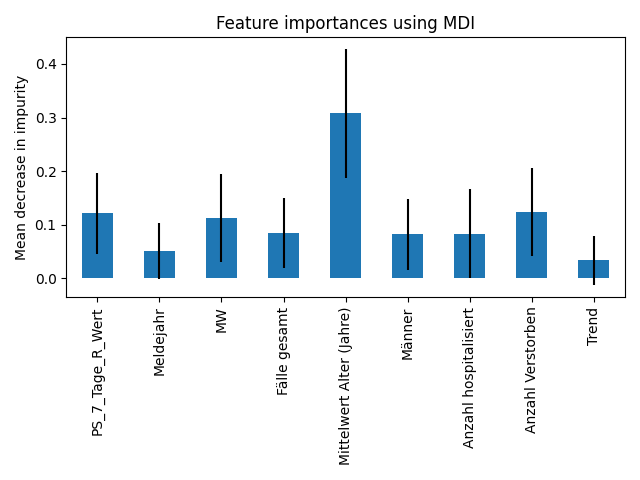 Feature importances using MDI
Mean decrease in impurity
0.4
0.3
0.2
0.1
0.0
PS_7_Tage_R_Wert
Meldejahr
MW
Fälle gesamt
Mittelwert Alter (Jahre)
Männer
Anzahl hospitalisiert
Anzahl Verstorben
Trend